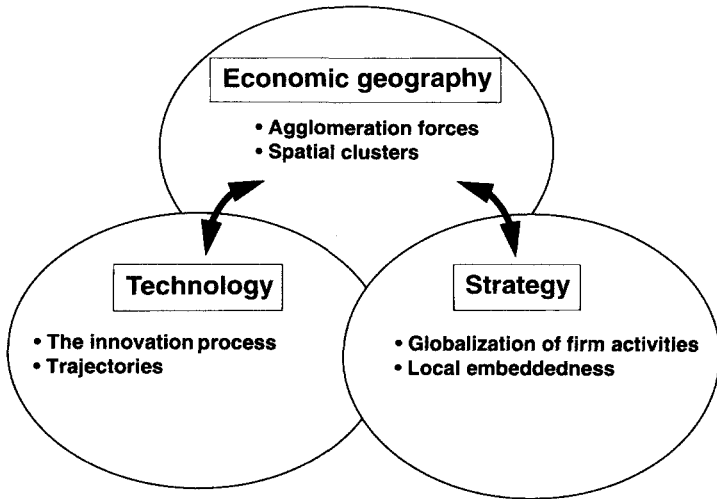 Economic geography
• Agglomeration forces
• Spatial clusters
Technology
• The innovation process
• Trajectories
Strategy
• Globalization of firm activities
• Local embeddedness